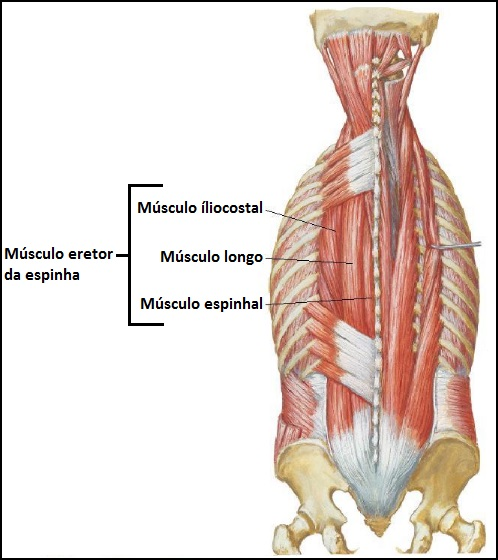 Músculo eretor
da espinha
Músculo íliocostal
Músculo longo
Músculo espinhal